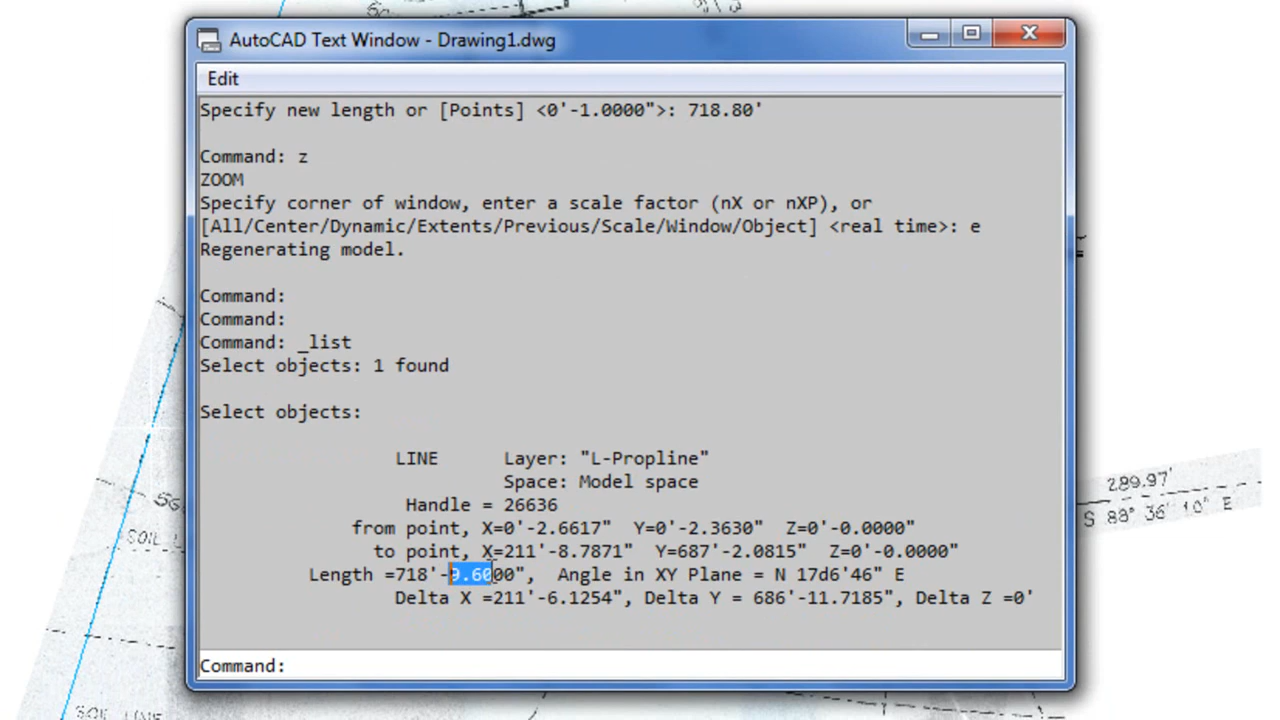 AutoCAD Text Window - Drawing1.dwg
Edit
Specify new length or [Points] <0'-1.0000">: 718.80'
Command: z
ZOOM
Specify corner of window, enter a scale factor (nX or nXP), or
[All/Center/Dynamic/Extents/Previous/Scale/Window/Object] <real time>: e
Regenerating model.
Command:
Command:
Command: _list
Select objects: 1 found
Select objects:
LINE Layer: "L-Propline"
Space: Model space
Handle = 26636
from point, X=0'-2.6617" Y=0'-2.3630" Z=0'-0.0000"
to point, X=211'-8.7871" Y=687'-2.0815" Z=0'-0.0000"
Length =718'-9.6000", Angle in XY Plane = N 17d6'46" E
Delta X =211'-6.1254", Delta Y = 686'-11.7185", Delta Z =0'
Command:
289.97'
S 88° 36' 10" E
SOIL
SOIL LINE